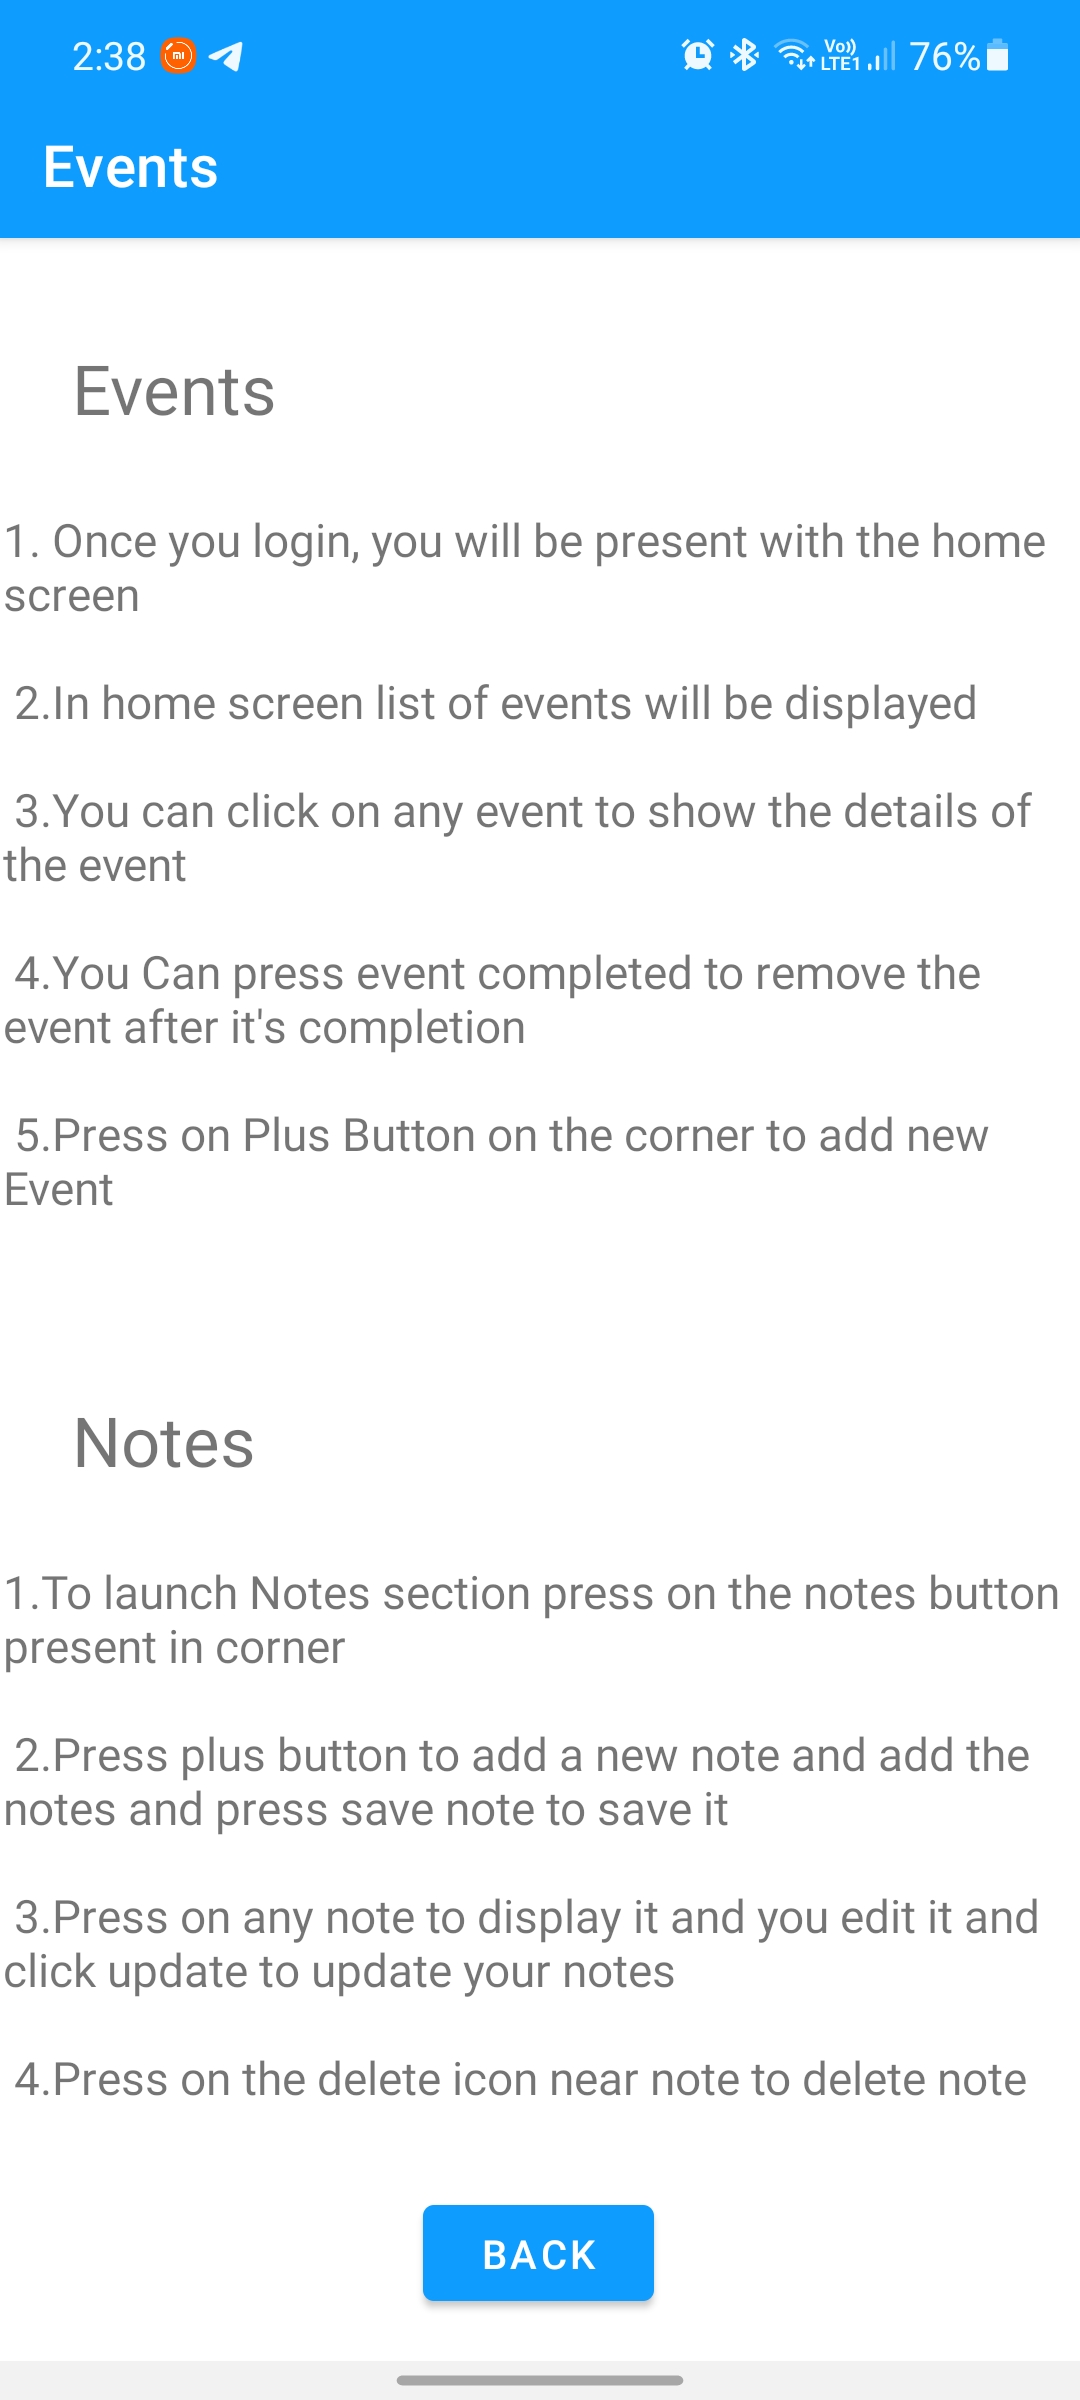 2:38 Vo)) LTE1 76%
Events
Events
1. Once you login, you will be present with the home
screen
2.In home screen list of events will be displayed
3.You can click on any event to show the details of
the event
4.You Can press event completed to remove the
event after it's completion
5.Press on Plus Button on the corner to add new
Event
Notes
1.To launch Notes section press on the notes button
present in corner
2.Press plus button to add a new note and add the
notes and press save note to save it
3.Press on any note to display it and you edit it and
click update to update your notes
4.Press on the delete icon near note to delete note
BACK